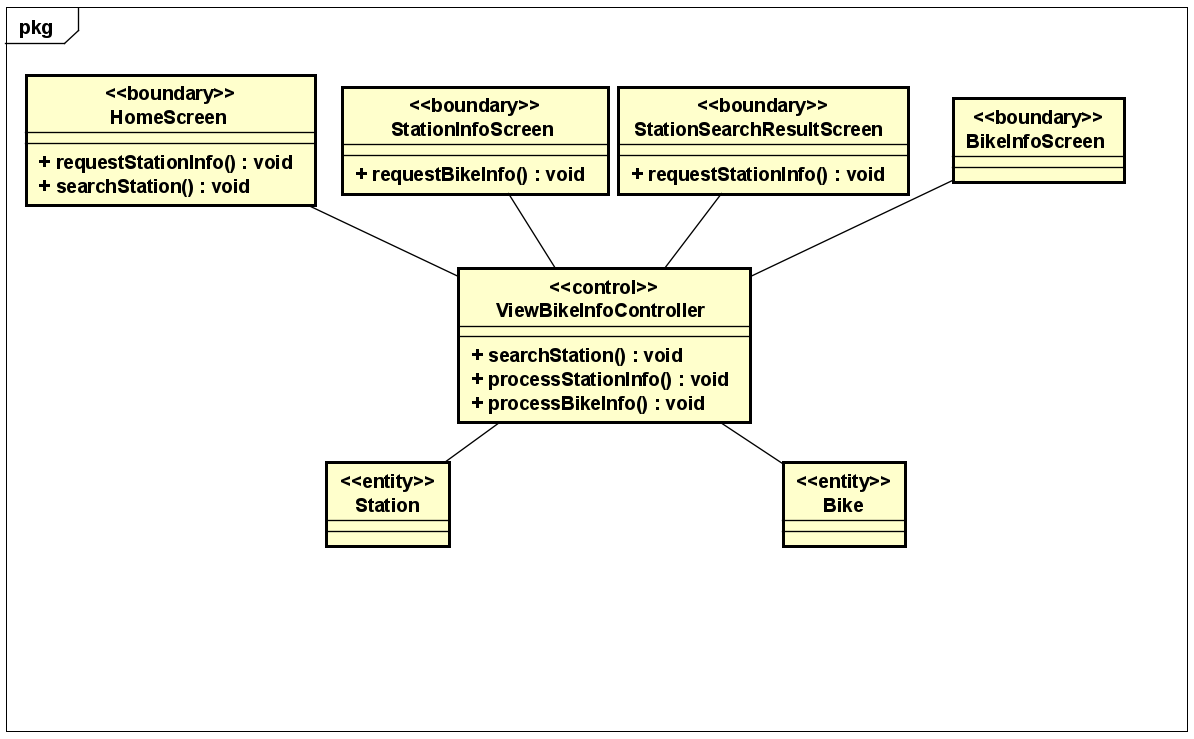 pkg
<<boundary>>
HomeScreen
+ requestStationInfo() : void
+ searchStation() : void
<<boundary>>
StationInfoScreen
+ requestBikeInfo() : void
<<boundary>>
StationSearchResultScreen
+ requestStationInfo() : void
<<boundary>>
BikeInfoScreen
<<control>>
ViewBikeInfoController
+ searchStation() : void
+ processStationInfo() : void
+ processBikeInfo() : void
<<entity>>
Station
<<entity>>
Bike